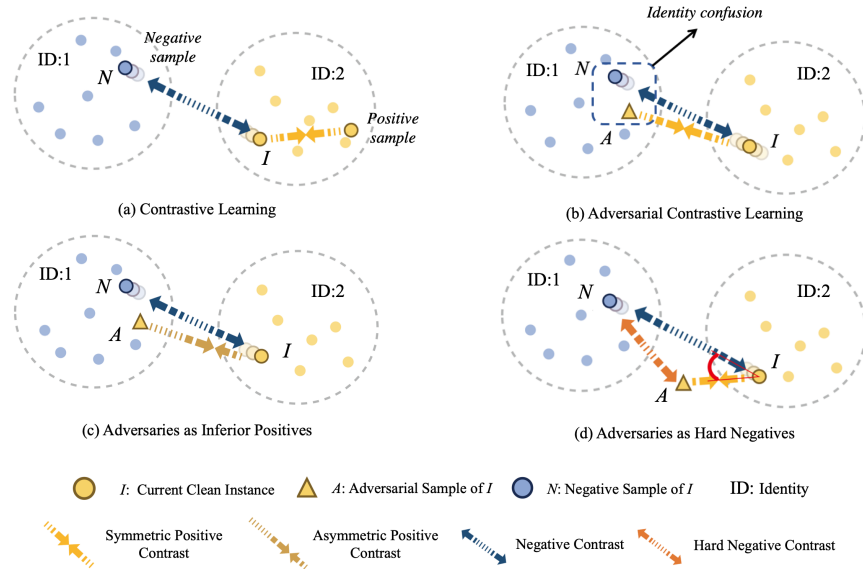 Identity confusion
ID:1
Negative
sample
N
ID:2
I
Positive
sample
(a) Contrastive Learning
ID:1
N
A
ID:2
I
(b) Adversarial Contrastive Learning
ID:1
N
A
ID:2
I
(c) Adversaries as Inferior Positives
ID:1
N
A
ID:2
I
(d) Adversaries as Hard Negatives
I: Current Clean Instance
A: Adversarial Sample of I
N: Negative Sample of I
ID: Identity
Symmetric Positive
Contrast
Asymmetric Positive
Contrast
Negative Contrast
Hard Negative Contrast